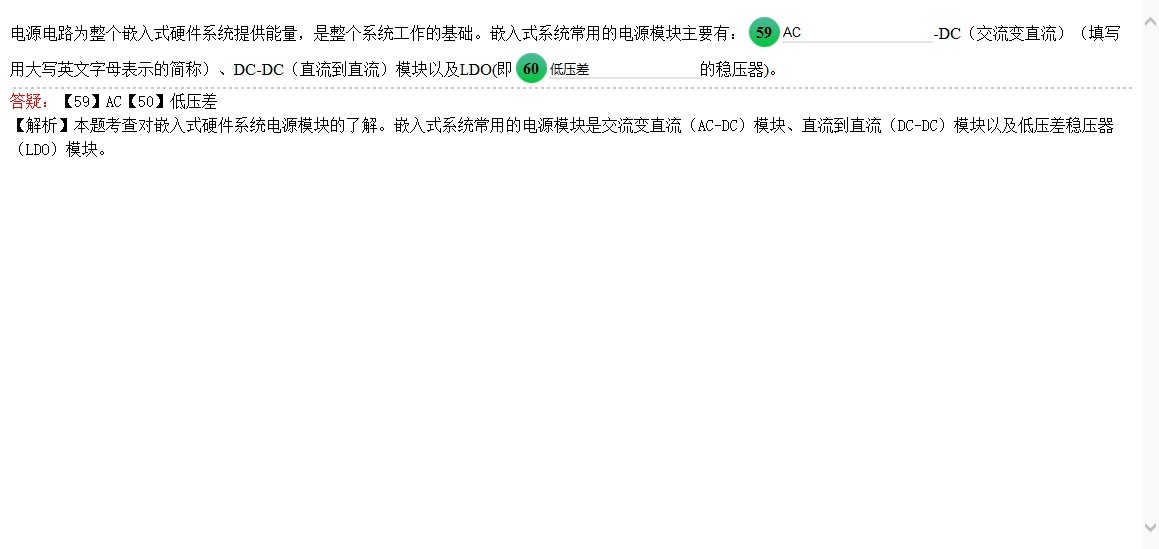 电源电路为整个嵌入式硬件系统提供能量，是整个系统工作的基础。嵌入式系统常用的电源模块主要有： 59 AC -DC（交流变直流）（填写
用大写英文字母表示的简称）、DC-DC（直流到直流）模块以及LDO(即 60 低压差 的稳压器)。
答疑：【59】AC【50】低压差
【解析】本题考查对嵌入式硬件系统电源模块的了解。嵌入式系统常用的电源模块是交流变直流（AC-DC）模块、直流到直流（DC-DC）模块以及低压差稳压器
（LDO）模块。